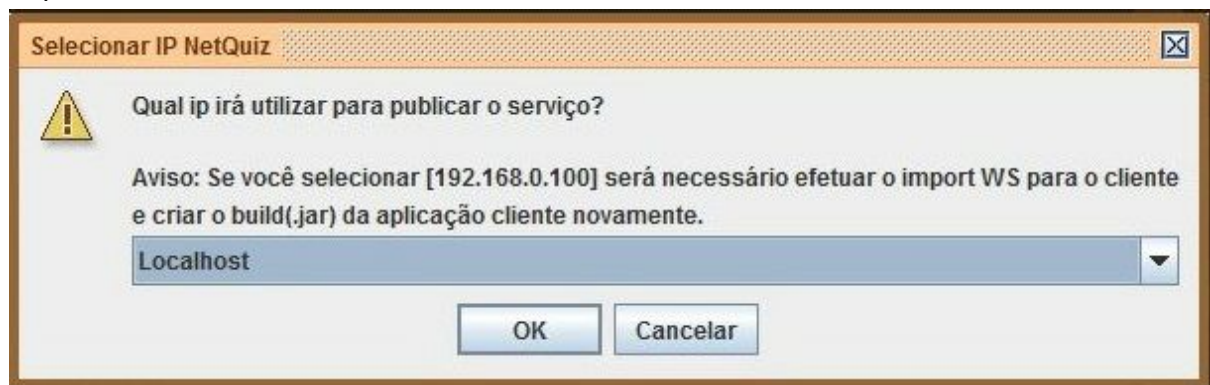 Selecionar IP NetQuiz
Qual ip irá utilizar para publicar o serviço?
Aviso: Se você selecionar [192.168.0.100] será necessário efetuar o import WS para o cliente
e criar o build(.jar) da aplicação cliente novamente.
Localhost
OK Cancelar